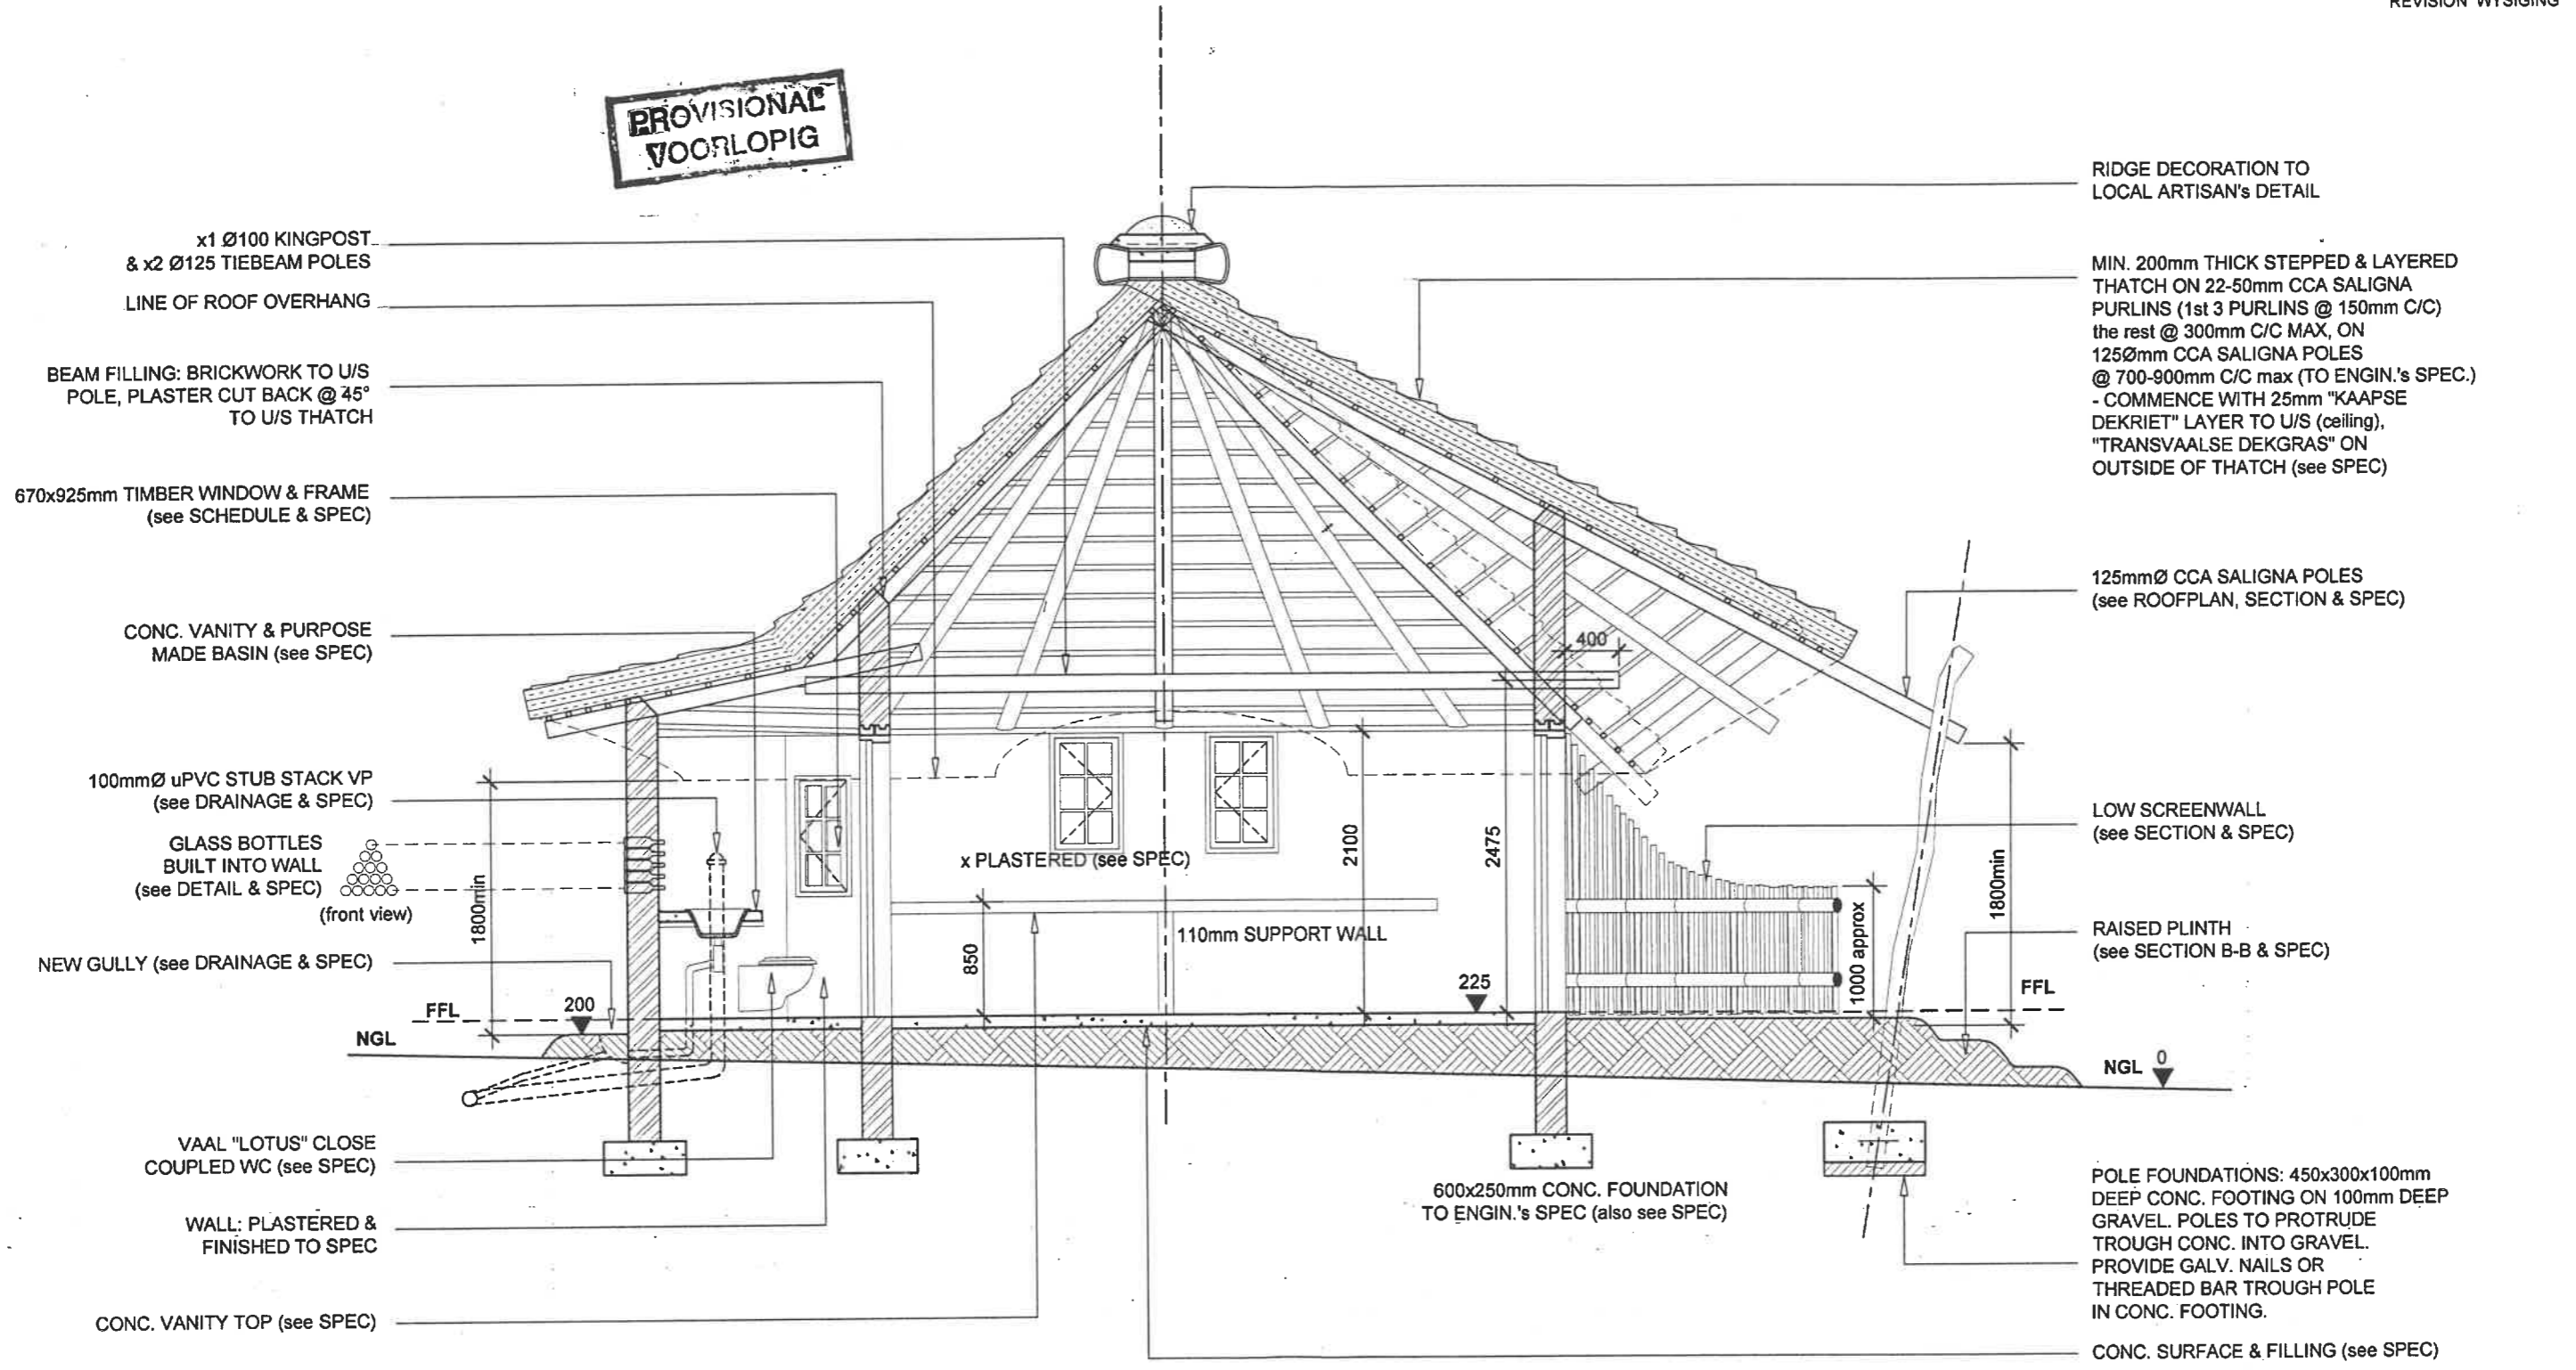 REVISION WYSIGING
PROVISIONAL
VOORLOPIG
x1 Ø100 KINGPOST
& x2 Ø125 TIEBEAM POLES
LINE OF ROOF OVERHANG
BEAM FILLING: BRICKWORK TO U/S
POLE, PLASTER CUT BACK @ 45°
TO U/S THATCH
670x925mm TIMBER WINDOW & FRAME
(see SCHEDULE & SPEC)
CONC. VANITY & PURPOSE
MADE BASIN (see SPEC)
100mmØ uPVC STUB STACK VP
(see DRAINAGE & SPEC)
GLASS BOTTLES
BUILT INTO WALL
(see DETAIL & SPEC)
(front view)
NEW GULLY (see DRAINAGE & SPEC)
FFL
NGL
200
1800min
VAAL "LOTUS" CLOSE
COUPLED WC (see SPEC)
WALL: PLASTERED &
FINISHED TO SPEC
CONC. VANITY TOP (see SPEC)
x PLASTERED (see SPEC)
110mm SUPPORT WALL
850
2100
2475
400
225
600x250mm CONC. FOUNDATION
TO ENGIN.'s SPEC (also see SPEC)
1000 approx
1800min
FFL
NGL
0
RIDGE DECORATION TO
LOCAL ARTISAN's DETAIL
MIN. 200mm THICK STEPPED & LAYERED
THATCH ON 22-50mm CCA SALIGNA
PURLINS (1st 3 PURLINS @ 150mm C/C)
the rest @ 300mm C/C MAX, ON
125Ømm CCA SALIGNA POLES
@ 700-900mm C/C max (TO ENGIN.'s SPEC.)
- COMMENCE WITH 25mm "KAAPSE
DEKRIET" LAYER TO U/S (ceiling),
"TRANSVAALSE DEKGRAS" ON
OUTSIDE OF THATCH (see SPEC)
125mmØ CCA SALIGNA POLES
(see ROOFPLAN, SECTION & SPEC)
LOW SCREENWALL
(see SECTION & SPEC)
RAISED PLINTH
(see SECTION B-B & SPEC)
POLE FOUNDATIONS: 450x300x100mm
DEEP CONC. FOOTING ON 100mm DEEP
GRAVEL. POLES TO PROTRUDE
TROUGH CONC. INTO GRAVEL.
PROVIDE GALV. NAILS OR
THREADED BAR TROUGH POLE
IN CONC. FOOTING.
CONC. SURFACE & FILLING (see SPEC)